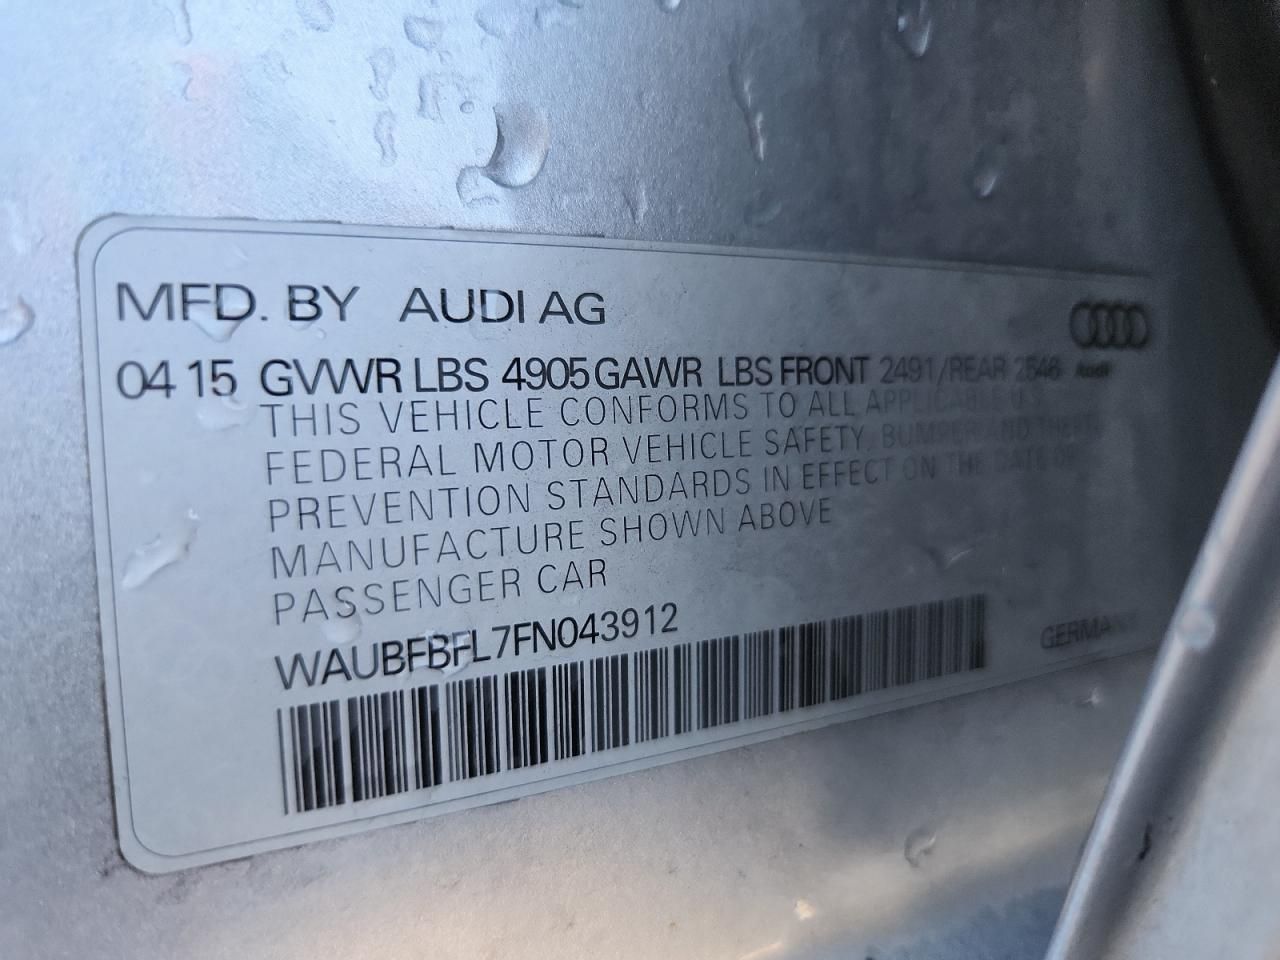 MFD. BY AUDI AG
04 15 GVWR LBS 4905 GAWR LBS FRONT 2491/REAR 2546
Audi
THIS VEHICLE CONFORMS TO ALL APPLICABLE U.S.
FEDERAL MOTOR VEHICLE SAFETY, BUMPER AND THEFT
PREVENTION STANDARDS IN EFFECT ON THE DATE OF
MANUFACTURE SHOWN ABOVE
PASSENGER CAR
WAUBFBFL7FN043912
GERMANY